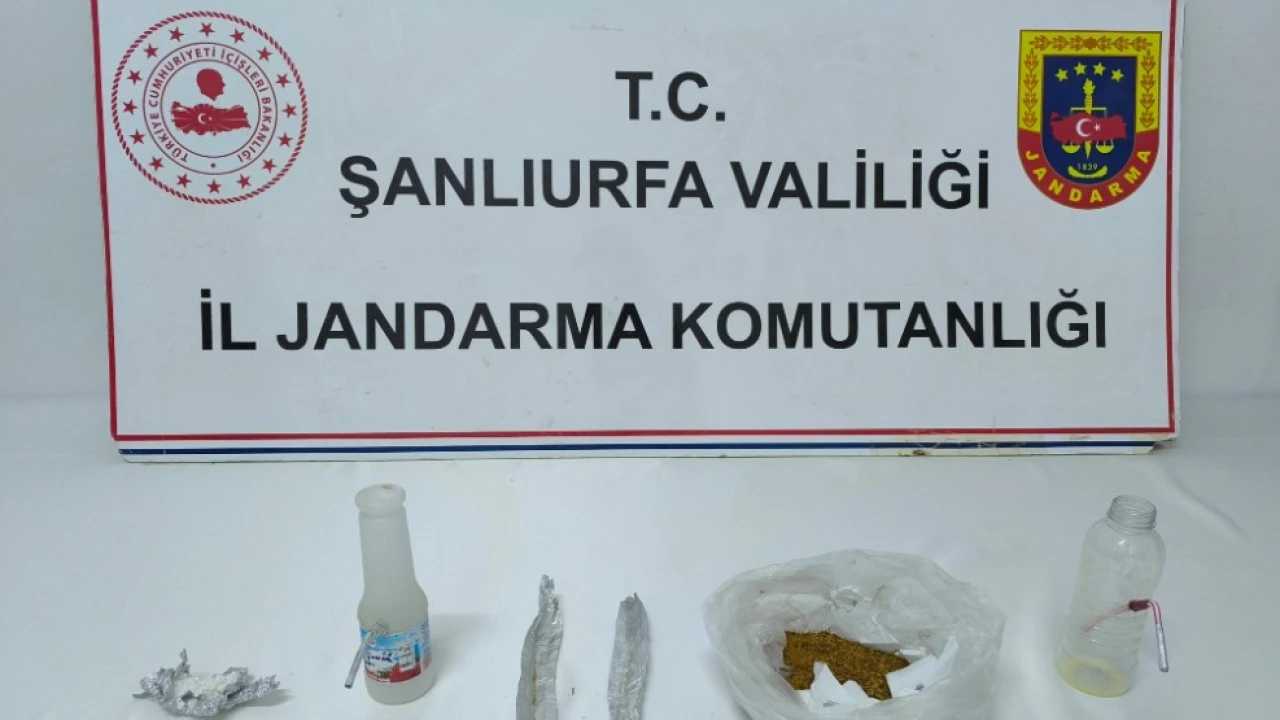 T.C.
ŞANLIURFA VALİLİĞİ
İL JANDARMA KOMUTANLIĞI
TÜRKİYE CUMHURİYETİ İÇİŞLERİ BAKANLIĞI
1839
JANDARMA